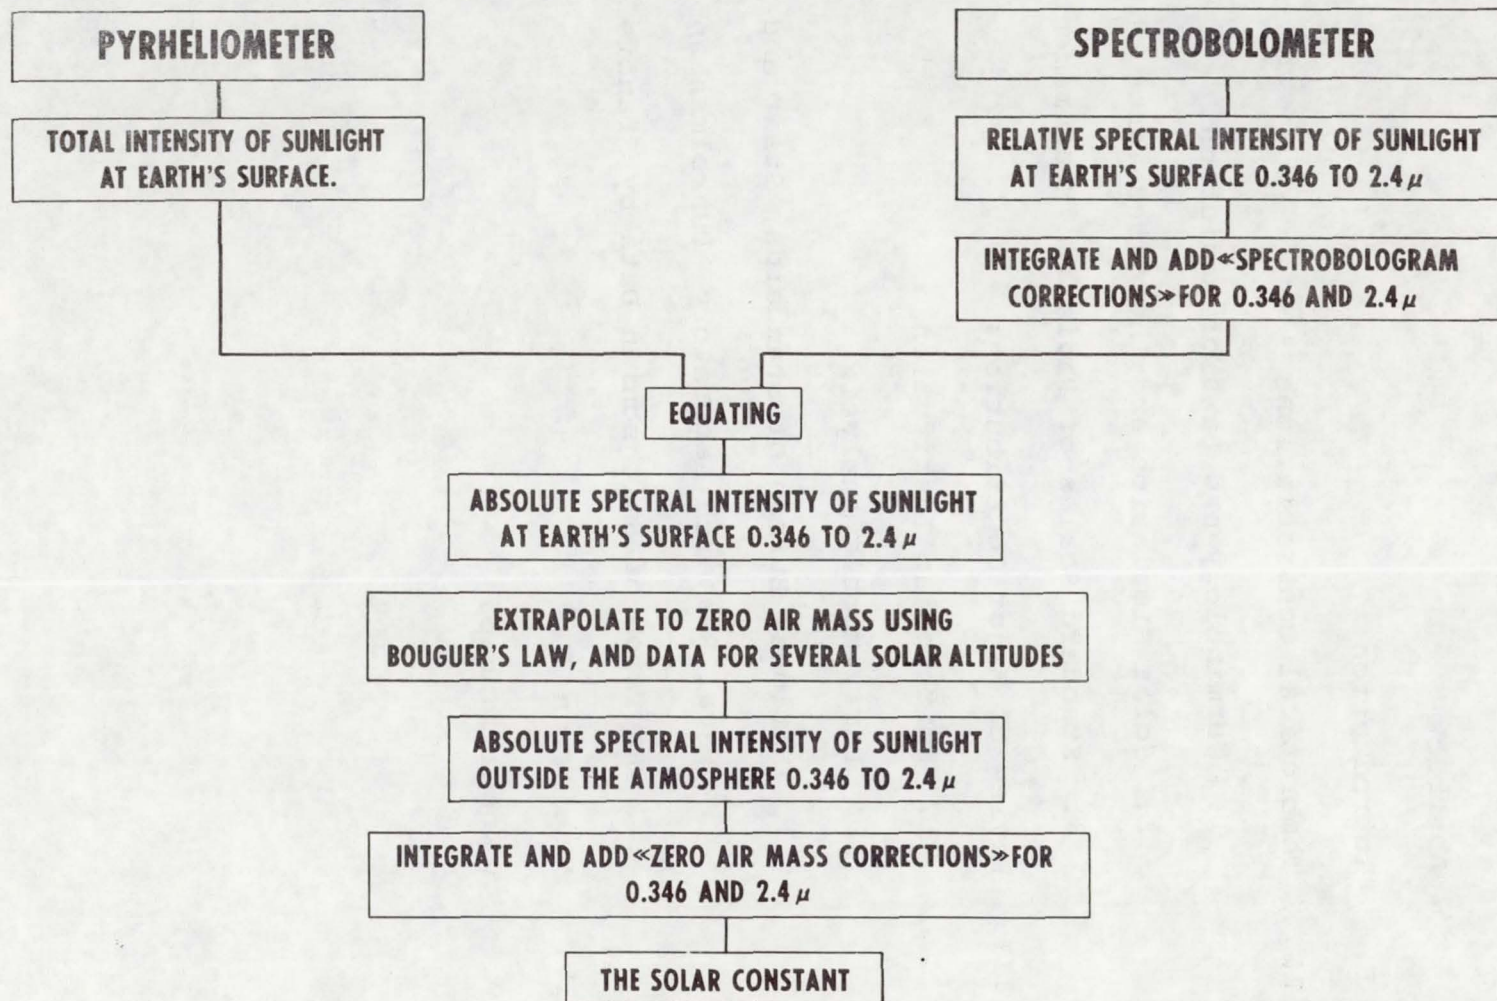 PYRHELIOMETER
TOTAL INTENSITY OF SUNLIGHT
AT EARTH'S SURFACE.
SPECTROBOLOMETER
RELATIVE SPECTRAL INTENSITY OF SUNLIGHT
AT EARTH'S SURFACE 0.346 TO 2.4 μ
INTEGRATE AND ADD «SPECTROBOLOGRAM
CORRECTIONS» FOR 0.346 AND 2.4 μ
EQUATING
ABSOLUTE SPECTRAL INTENSITY OF SUNLIGHT
AT EARTH'S SURFACE 0.346 TO 2.4 μ
EXTRAPOLATE TO ZERO AIR MASS USING
BOUGUER'S LAW, AND DATA FOR SEVERAL SOLAR ALTITUDES
ABSOLUTE SPECTRAL INTENSITY OF SUNLIGHT
OUTSIDE THE ATMOSPHERE 0.346 TO 2.4 μ
INTEGRATE AND ADD «ZERO AIR MASS CORRECTIONS» FOR
0.346 AND 2.4 μ
THE SOLAR CONSTANT